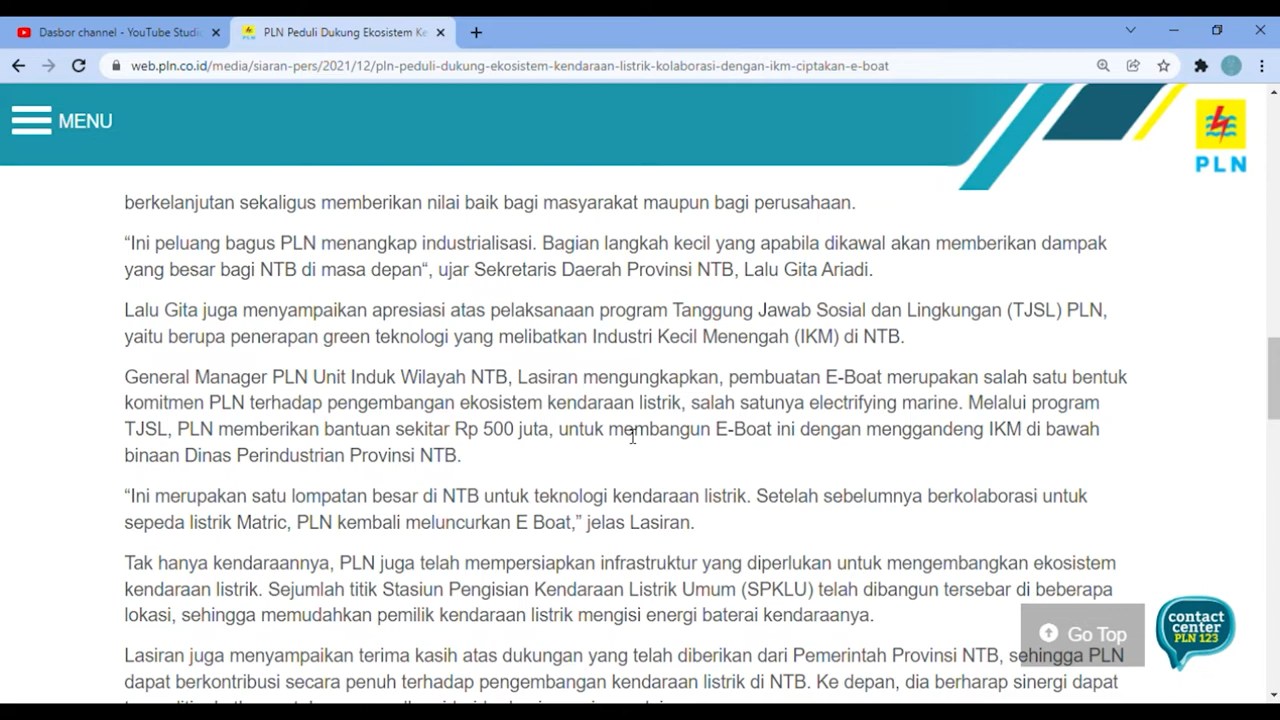 Dasbor channel - YouTube Studio
PLN Peduli Dukung Ekosistem Ke
web.pln.co.id/media/siaran-pers/2021/12/pln-peduli-dukung-ekosistem-kendaraan-listrik-kolaborasi-dengan-ikm-ciptakan-e-boat
MENU
PLN
berkelanjutan sekaligus memberikan nilai baik bagi masyarakat maupun bagi perusahaan.
“Ini peluang bagus PLN menangkap industrialisasi. Bagian langkah kecil yang apabila dikawal akan memberikan dampak
yang besar bagi NTB di masa depan“, ujar Sekretaris Daerah Provinsi NTB, Lalu Gita Ariadi.
Lalu Gita juga menyampaikan apresiasi atas pelaksanaan program Tanggung Jawab Sosial dan Lingkungan (TJSL) PLN,
yaitu berupa penerapan green teknologi yang melibatkan Industri Kecil Menengah (IKM) di NTB.
General Manager PLN Unit Induk Wilayah NTB, Lasiran mengungkapkan, pembuatan E-Boat merupakan salah satu bentuk
komitmen PLN terhadap pengembangan ekosistem kendaraan listrik, salah satunya electrifying marine. Melalui program
TJSL, PLN memberikan bantuan sekitar Rp 500 juta, untuk membangun E-Boat ini dengan menggandeng IKM di bawah
binaan Dinas Perindustrian Provinsi NTB.
“Ini merupakan satu lompatan besar di NTB untuk teknologi kendaraan listrik. Setelah sebelumnya berkolaborasi untuk
sepeda listrik Matric, PLN kembali meluncurkan E Boat,” jelas Lasiran.
Tak hanya kendaraannya, PLN juga telah mempersiapkan infrastruktur yang diperlukan untuk mengembangkan ekosistem
kendaraan listrik. Sejumlah titik Stasiun Pengisian Kendaraan Listrik Umum (SPKLU) telah dibangun tersebar di beberapa
lokasi, sehingga memudahkan pemilik kendaraan listrik mengisi energi baterai kendaraanya.
Go Top
contact
center
PLN 123
Lasiran juga menyampaikan terima kasih atas dukungan yang telah diberikan dari Pemerintah Provinsi NTB, sehingga PLN
dapat berkontribusi secara penuh terhadap pengembangan kendaraan listrik di NTB. Ke depan, dia berharap sinergi dapat